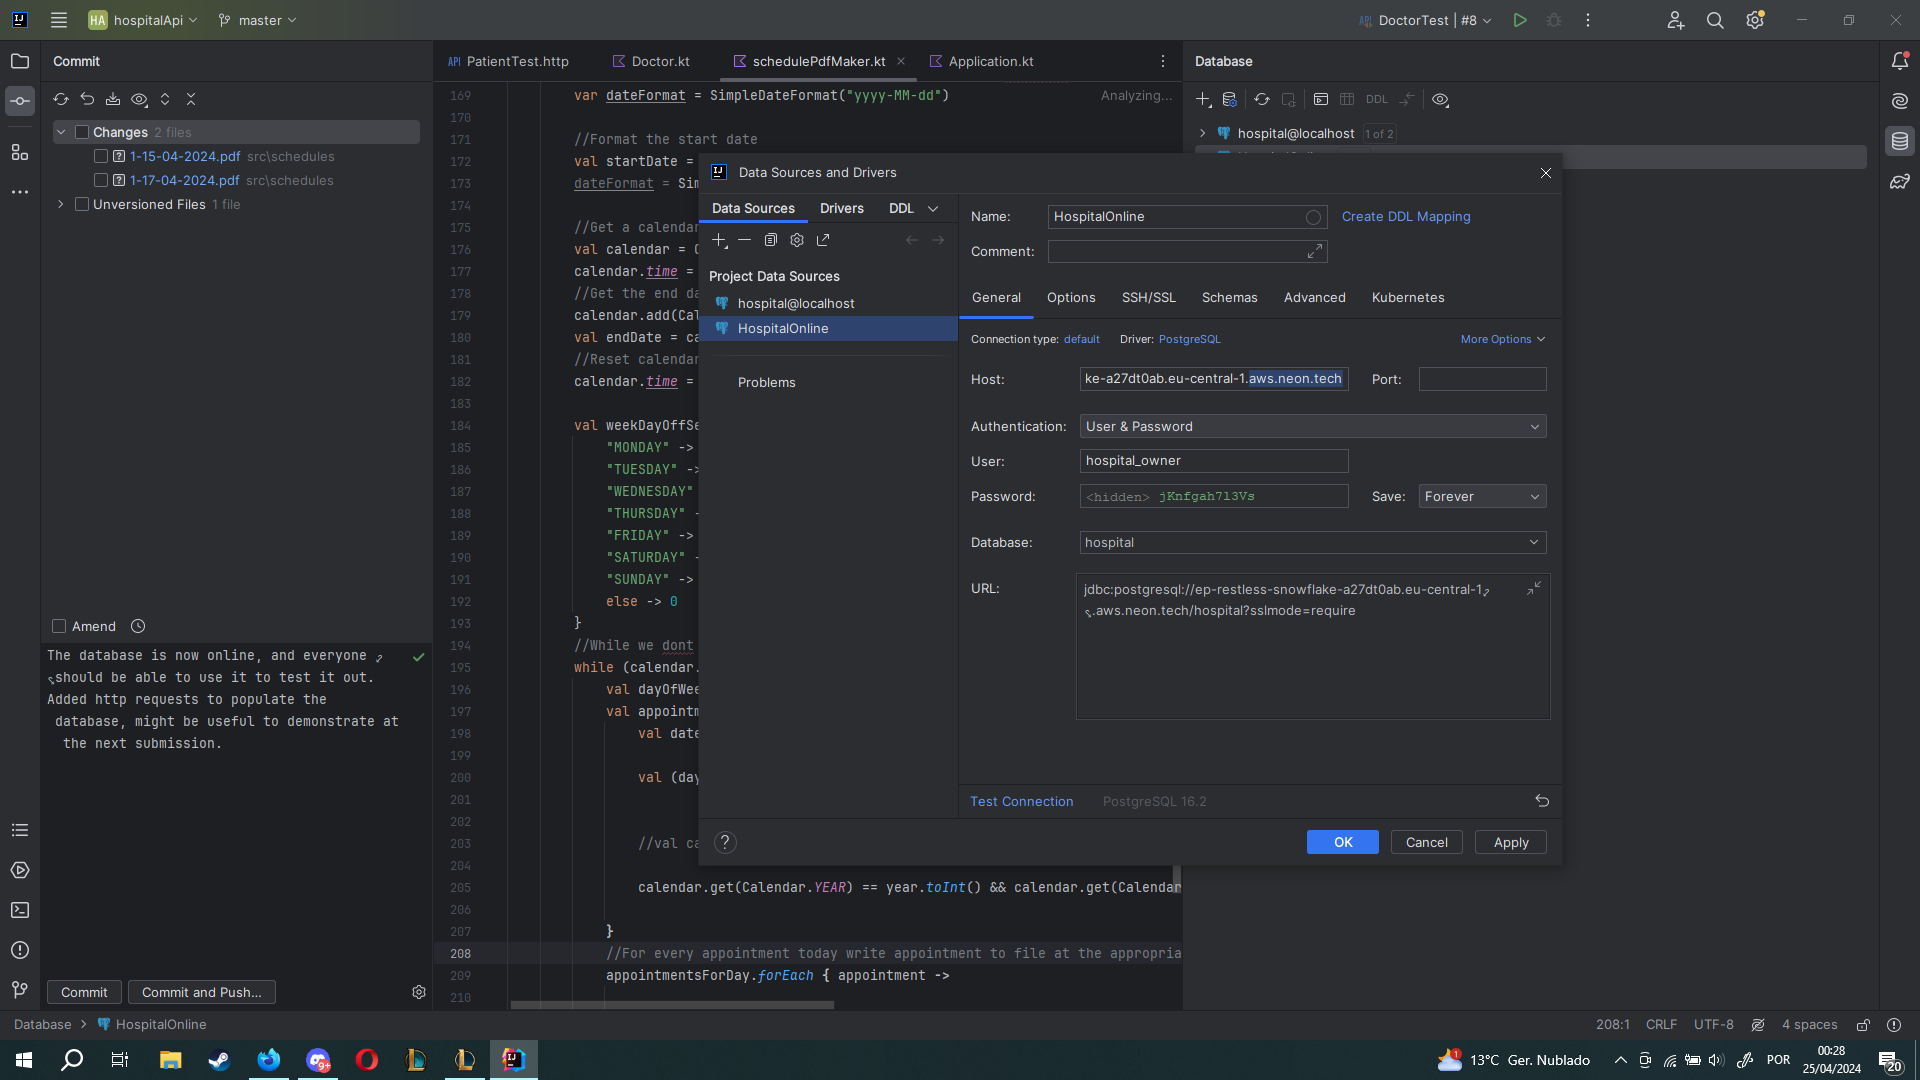 HA hospitalApi master
API DoctorTest | #8
Commit
Changes 2 files
1-15-04-2024.pdf src\schedules
1-17-04-2024.pdf src\schedules
Unversioned Files 1 file
Amend
The database is now online, and everyone
should be able to use it to test it out.
Added http requests to populate the
database, might be useful to demonstrate at
the next submission.
Commit
Commit and Push...
API PatientTest.http Doctor.kt schedulePdfMaker.kt Application.kt
Analyzing...
169 var dateFormat = SimpleDateFormat("yyyy-MM-dd")
170
171 //Format the start date
172 val startDate =
173 dateFormat = Sim
174
175 //Get a calendar
176 val calendar =
177 calendar.time =
178 //Get the end da
179 calendar.add(Cal
180 val endDate = ca
181 //Reset calendar
182 calendar.time =
183
184 val weekDayOffSe
185 "MONDAY" ->
186 "TUESDAY" ->
187 "WEDNESDAY"
188 "THURSDAY" -
189 "FRIDAY" ->
190 "SATURDAY" -
191 "SUNDAY" ->
192 else -> 0
193 }
194 //While we dont
195 while (calendar.
196 val dayOfWee
197 val appointm
198 val date
199
200 val (day
201
202
203 //val ca
204
205 calendar.get(Calendar.YEAR) == year.toInt() && calendar.get(Calendar
206
207 }
208 //For every appointment today write appointment to file at the appropria
209 appointmentsForDay.forEach { appointment ->
210
Database
DDL
hospital@localhost 1 of 2
Data Sources and Drivers
Data Sources Drivers DDL
Project Data Sources
hospital@localhost
HospitalOnline
Problems
Name: HospitalOnline Create DDL Mapping
Comment:
General Options SSH/SSL Schemas Advanced Kubernetes
Connection type: default Driver: PostgreSQL More Options
Host: ke-a27dt0ab.eu-central-1.aws.neon.tech Port:
Authentication: User & Password
User: hospital_owner
Password: <hidden> jKnfgah7l3Vs Save: Forever
Database: hospital
URL: jdbc:postgresql://ep-restless-snowflake-a27dt0ab.eu-central-1
.aws.neon.tech/hospital?sslmode=require
Test Connection PostgreSQL 16.2
? OK Cancel Apply
Database > HospitalOnline
208:1 CRLF UTF-8 4 spaces
9+
1 13°C Ger. Nublado POR 00:28
25/04/2024
20